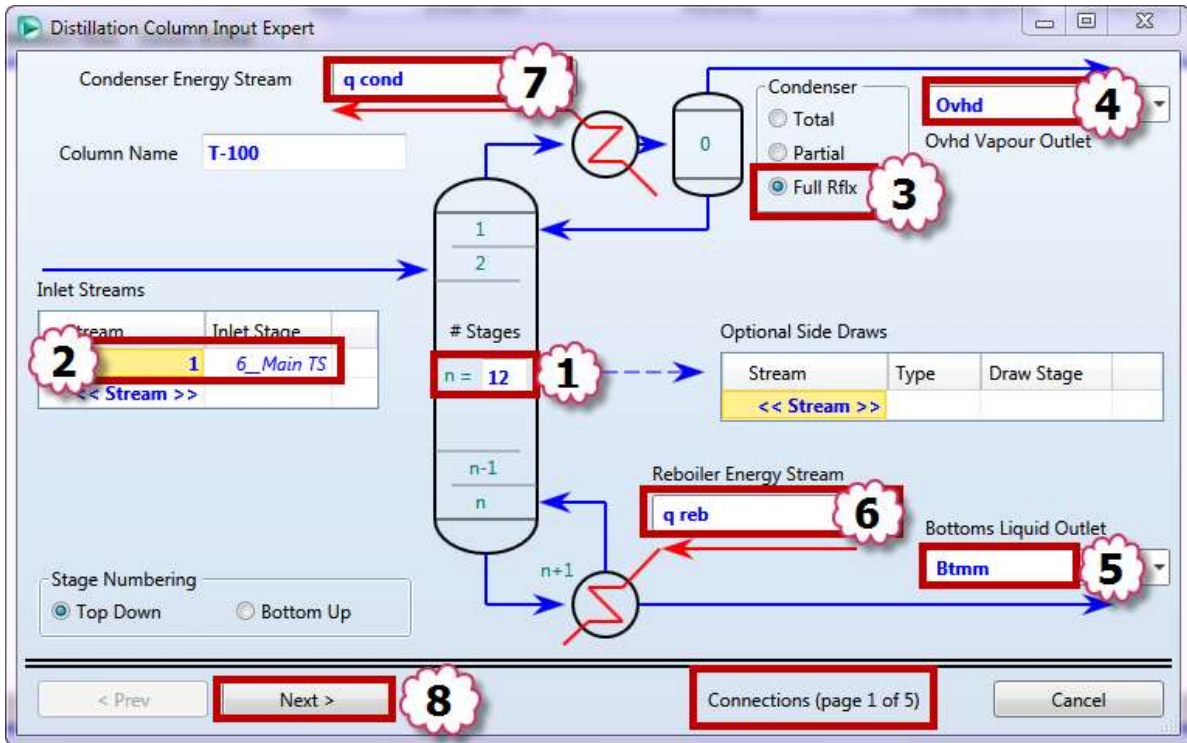 Distillation Column Input Expert
Condenser Energy Stream
q cond
7
Condenser
Total
Partial
Full Rflx
3
Ovhd
4
Ovhd Vapour Outlet
Column Name
T-100
0
1
2
Inlet Streams
Stream
Inlet Stage
2
1
6_Main TS
<< Stream >>
# Stages
n =
12
1
Optional Side Draws
Stream
Type
Draw Stage
<< Stream >>
n-1
n
n+1
Reboiler Energy Stream
q reb
6
Bottoms Liquid Outlet
Btmm
5
Stage Numbering
Top Down
Bottom Up
< Prev
Next >
8
Connections (page 1 of 5)
Cancel